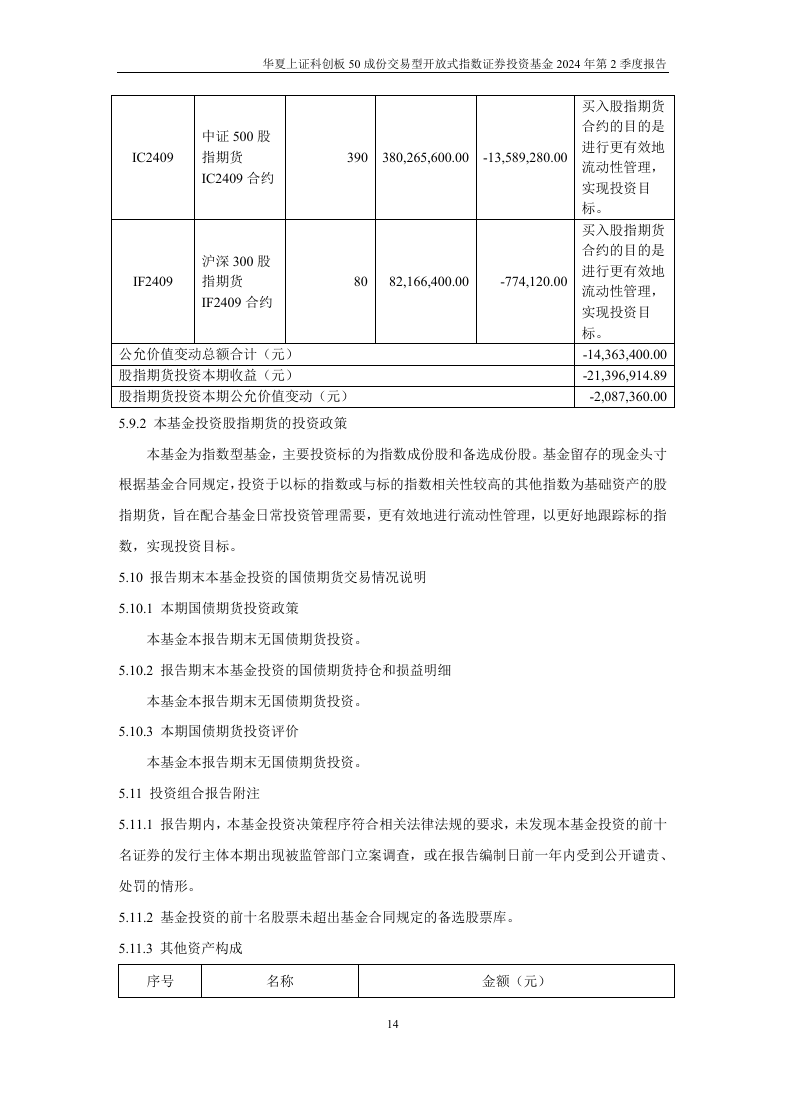 华夏上证科创板 50 成份交易型开放式指数证券投资基金 2024 年第 2 季度报告
IC2409
中证 500 股
指期货
IC2409 合约
390
380,265,600.00
-13,589,280.00
买入股指期货
合约的目的是
进行更有效地
流动性管理，
实现投资目
标。
IF2409
沪深 300 股
指期货
IF2409 合约
80
82,166,400.00
-774,120.00
买入股指期货
合约的目的是
进行更有效地
流动性管理，
实现投资目
标。
公允价值变动总额合计（元） -14,363,400.00
股指期货投资本期收益（元） -21,396,914.89
股指期货投资本期公允价值变动（元） -2,087,360.00
5.9.2 本基金投资股指期货的投资政策
本基金为指数型基金，主要投资标的为指数成份股和备选成份股。基金留存的现金头寸
根据基金合同规定，投资于以标的指数或与标的指数相关性较高的其他指数为基础资产的股
指期货，旨在配合基金日常投资管理需要，更有效地进行流动性管理，以更好地跟踪标的指
数，实现投资目标。
5.10 报告期末本基金投资的国债期货交易情况说明
5.10.1 本期国债期货投资政策
本基金本报告期末无国债期货投资。
5.10.2 报告期末本基金投资的国债期货持仓和损益明细
本基金本报告期末无国债期货投资。
5.10.3 本期国债期货投资评价
本基金本报告期末无国债期货投资。
5.11 投资组合报告附注
5.11.1 报告期内，本基金投资决策程序符合相关法律法规的要求，未发现本基金投资的前十
名证券的发行主体本期出现被监管部门立案调查，或在报告编制日前一年内受到公开谴责、
处罚的情形。
5.11.2 基金投资的前十名股票未超出基金合同规定的备选股票库。
5.11.3 其他资产构成
序号 名称 金额（元）
14